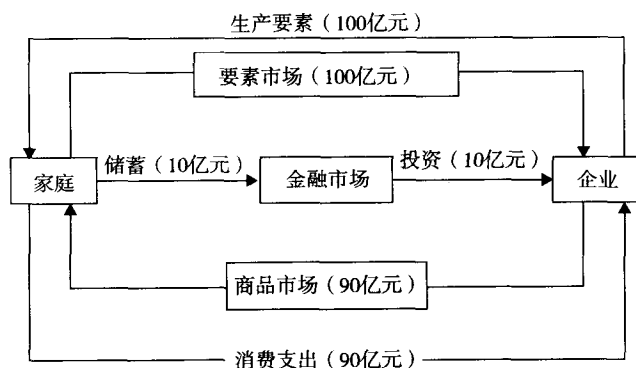 生产要素（100亿元）
要素市场（100亿元）
储蓄（10亿元）
投资（10亿元）
家庭
金融市场
企业
商品市场（90亿元）
消费支出（90亿元）